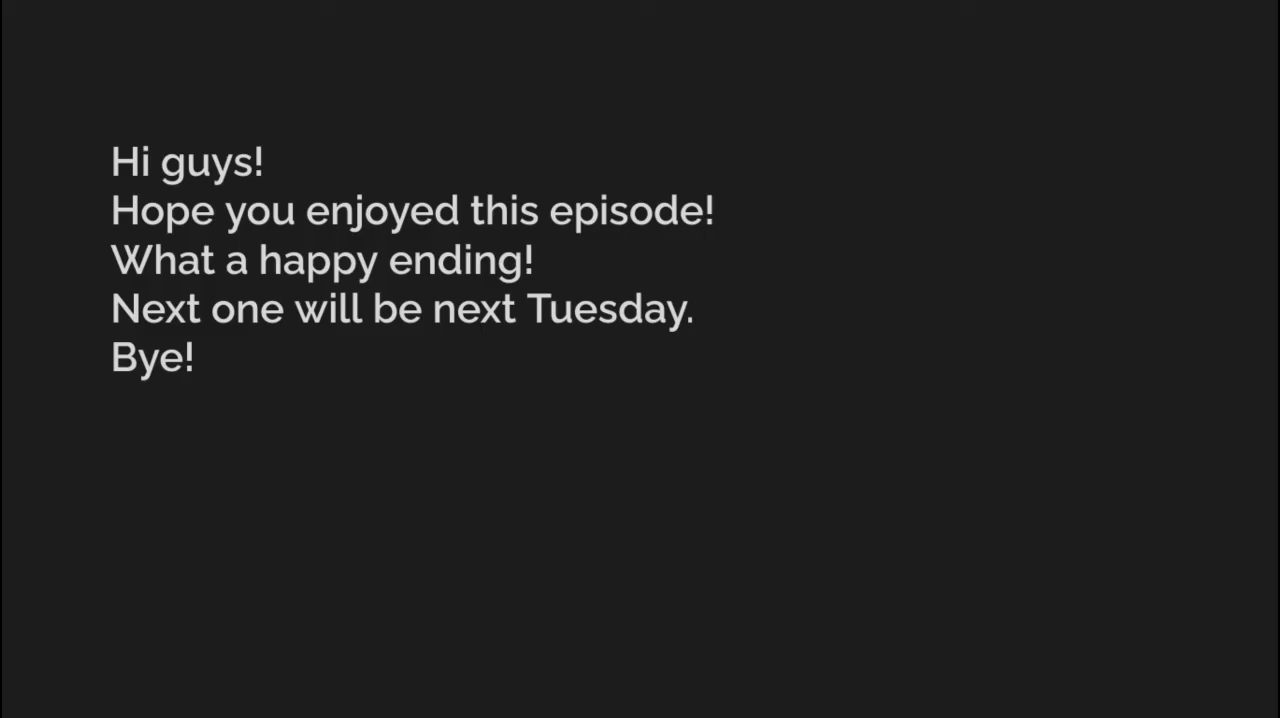 Hi guys!
Hope you enjoyed this episode!
What a happy ending!
Next one will be next Tuesday.
Bye!